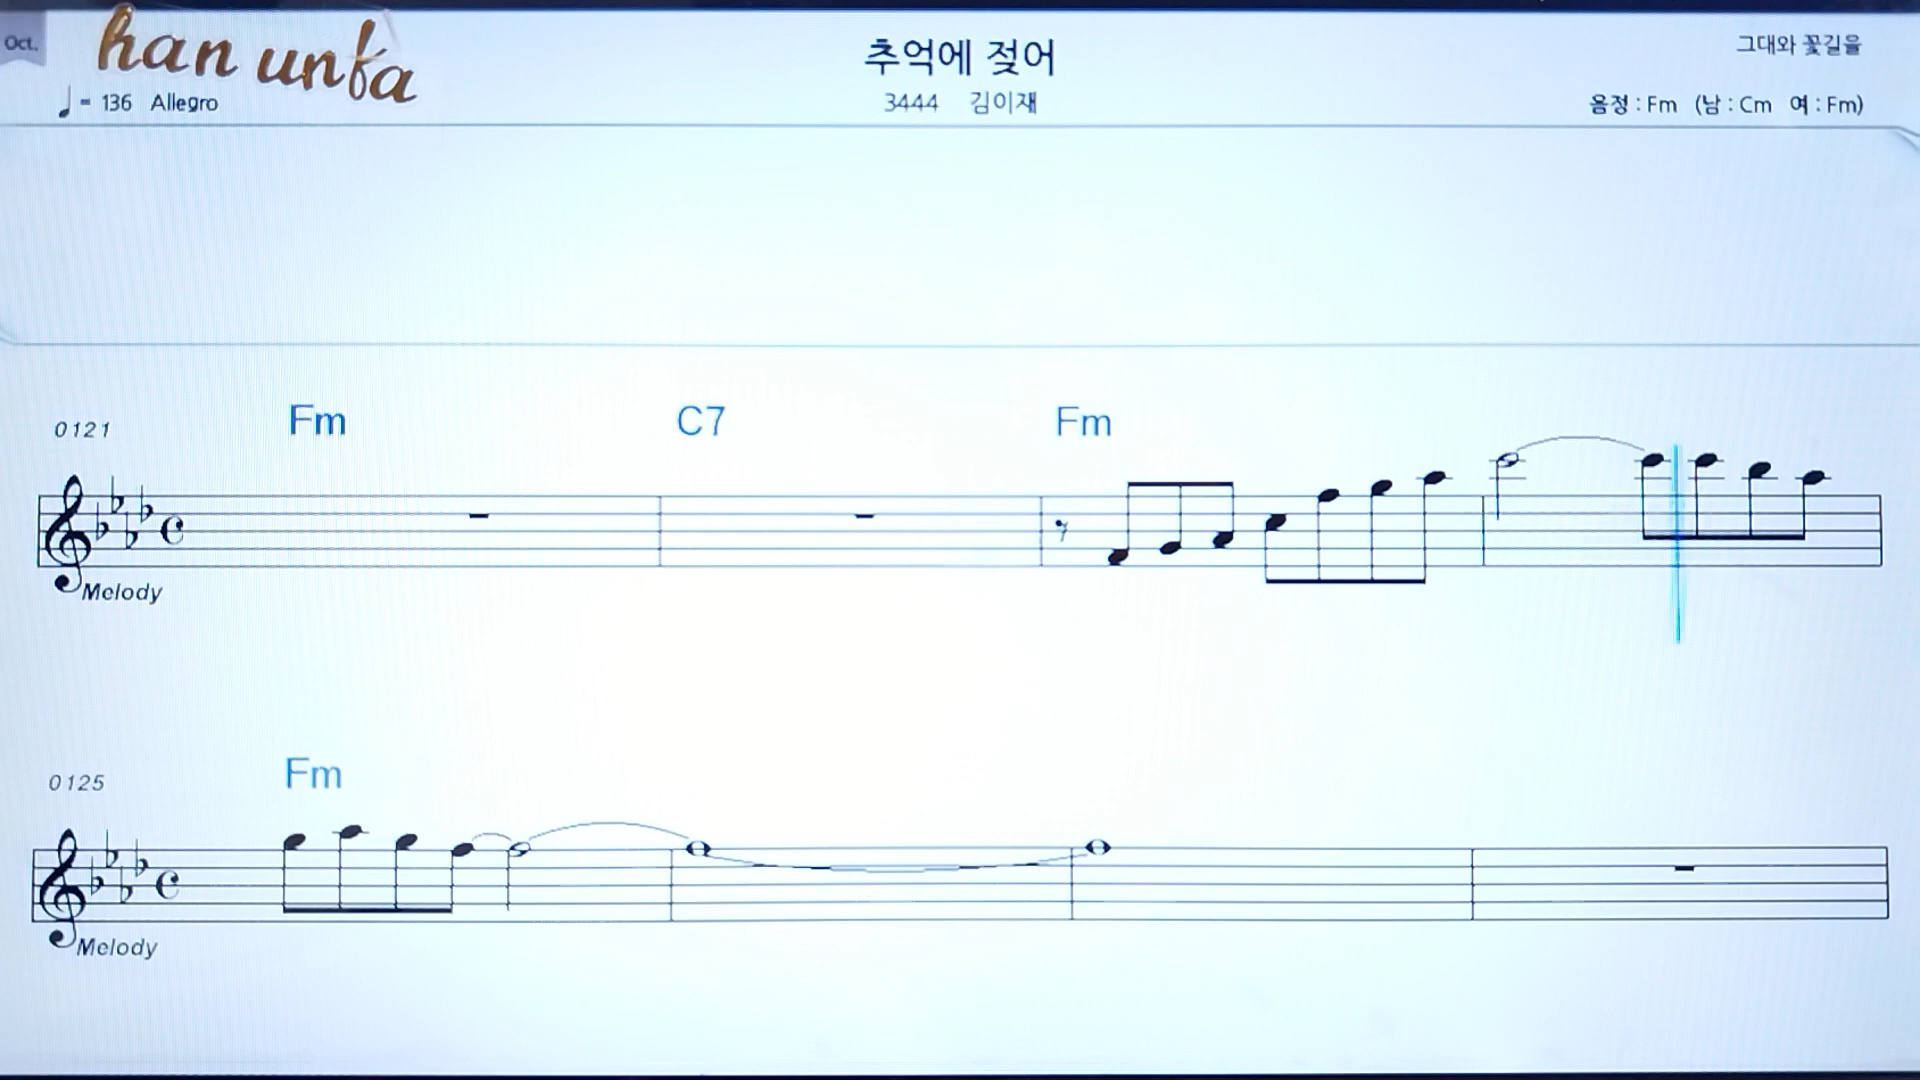 Oct.
han unfa
추억에 젖어
그대와 꽃길을
♩= 136 Allegro
3444 김이재
음정 : Fm (남 : Cm 여 : Fm)
Fm C7 Fm
0121
Melody
Fm
0125
Melody